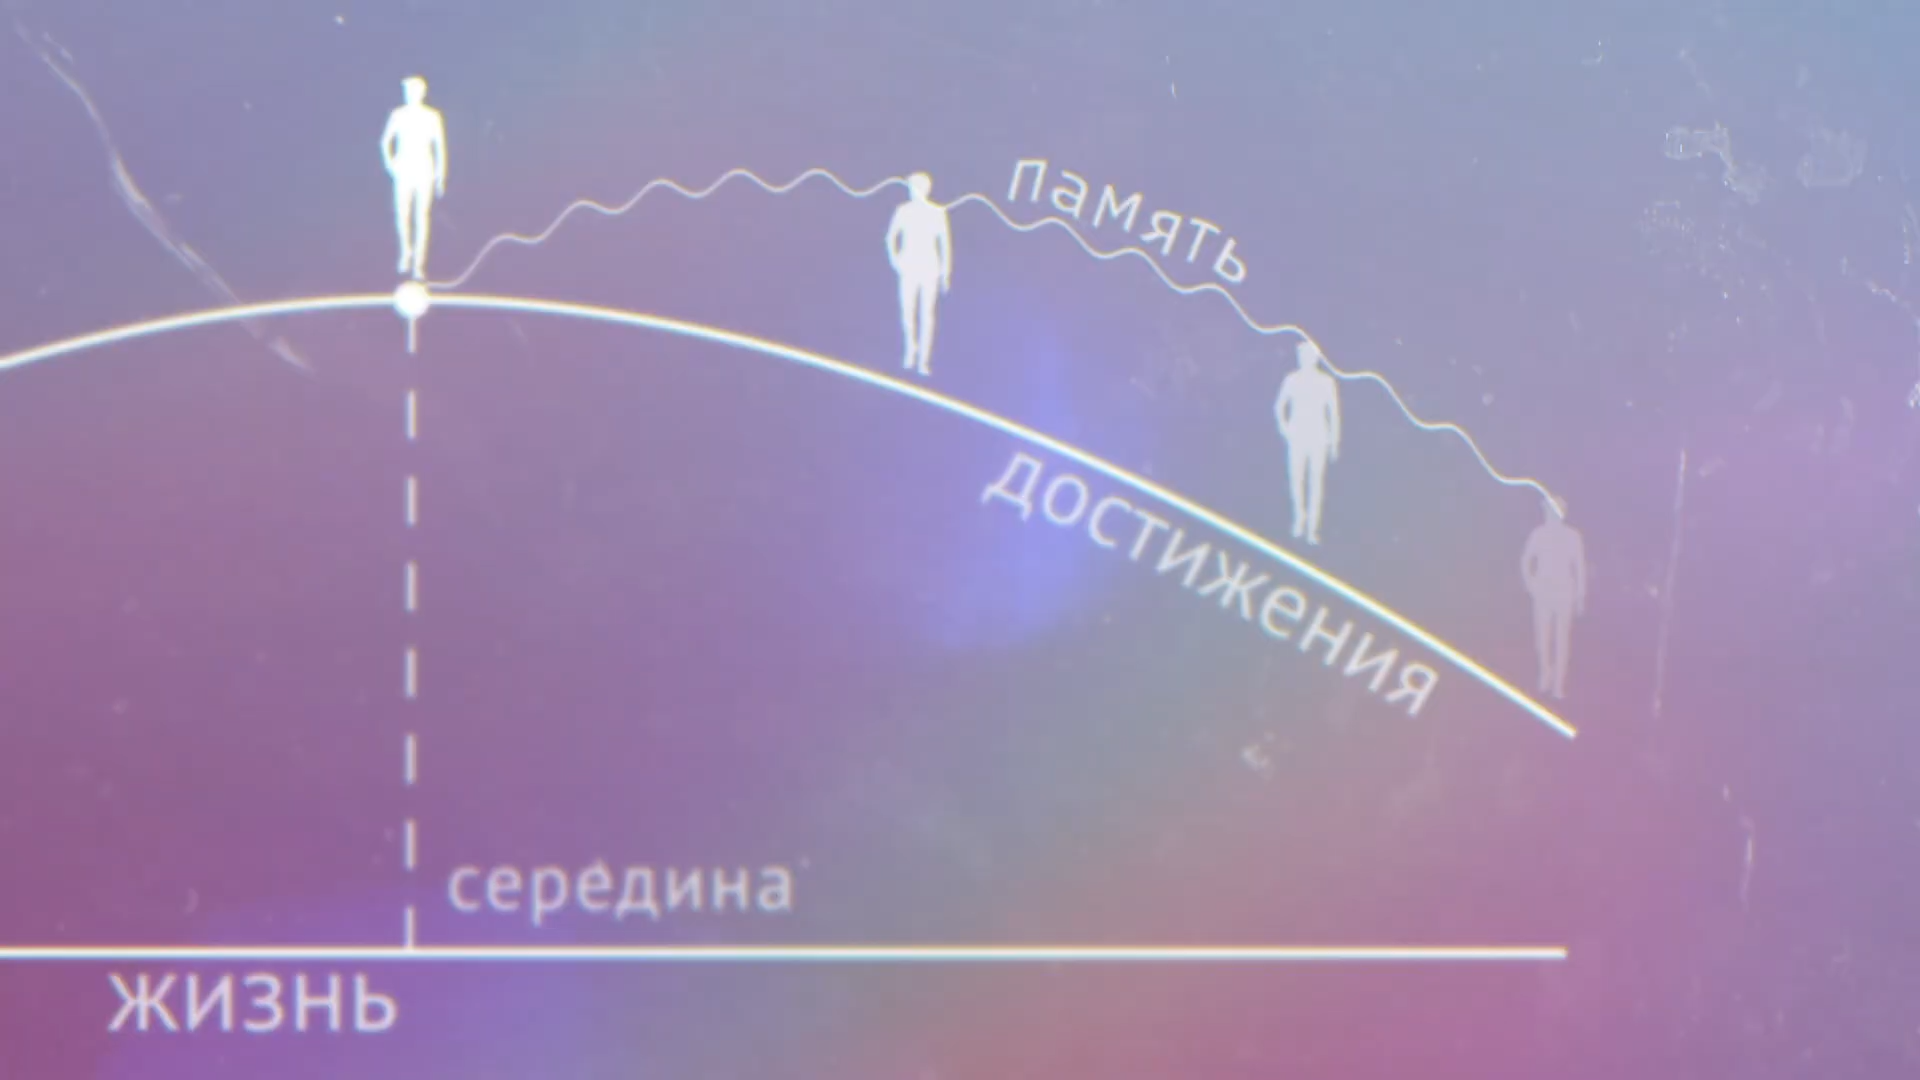 память
достижения
середина
жизнь